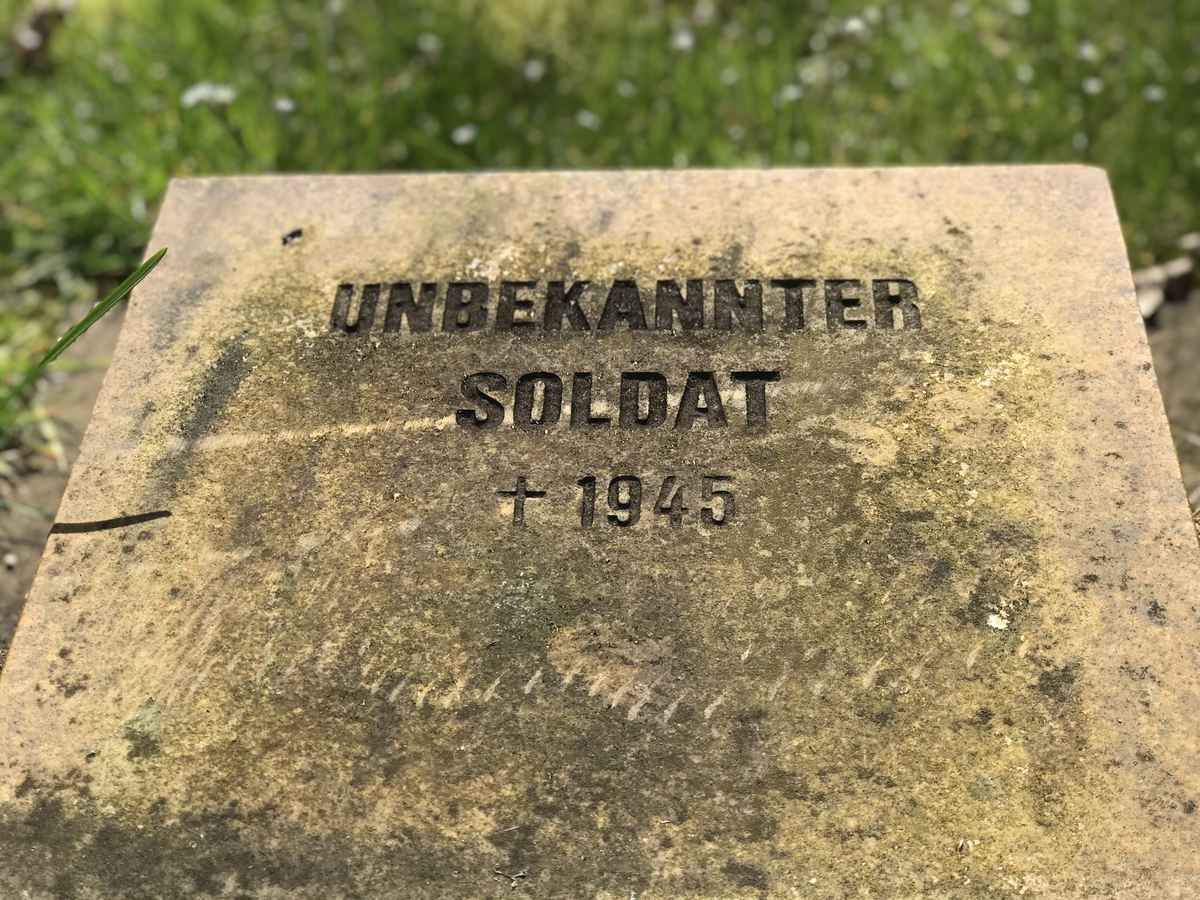 UNBEKANNTER
SOLDAT
† 1945